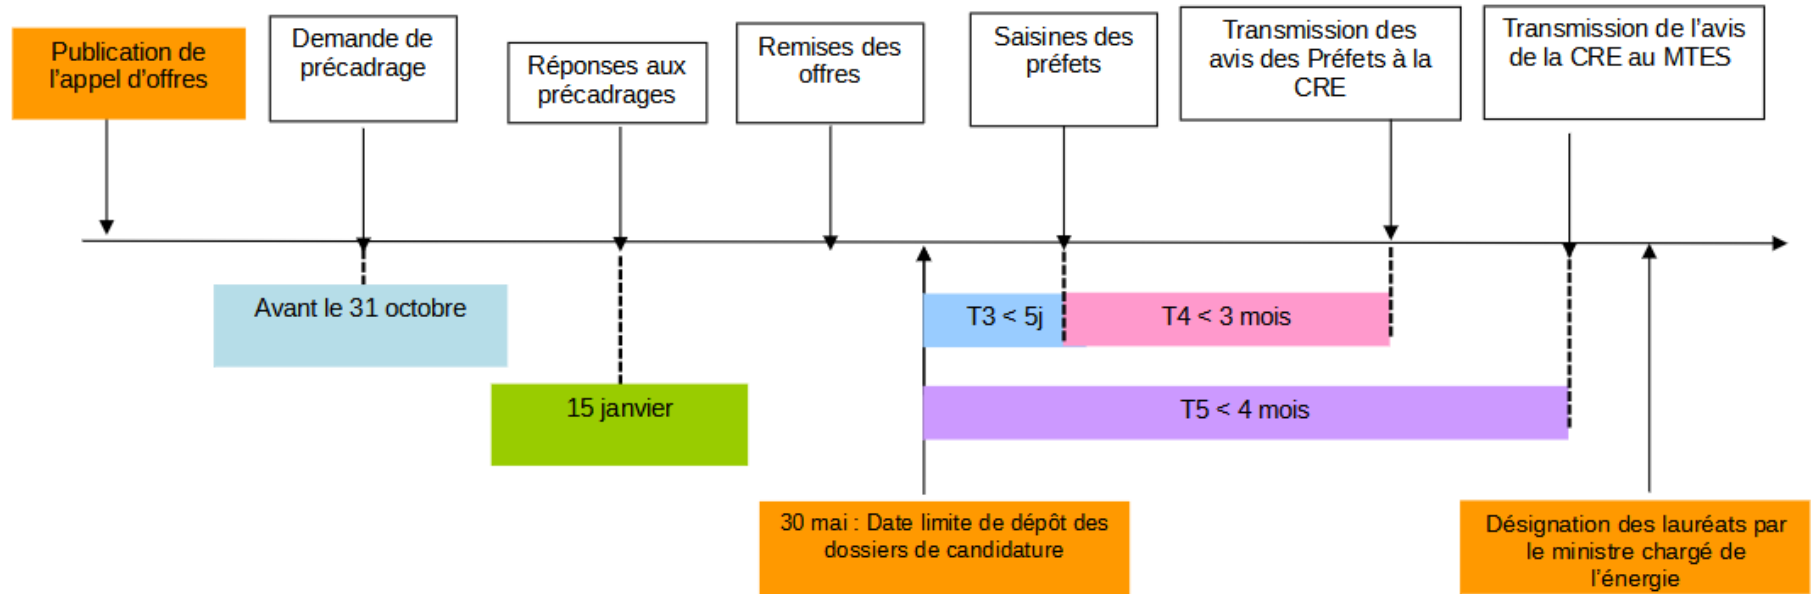 Publication de
l'appel d'offres
Demande de
précadrage
Réponses aux
précadrages
Remises des
offres
Saisines des
préfets
Transmission des
avis des Préfets à la
CRE
Transmission de l'avis
de la CRE au MTES
Avant le 31 octobre
T3 < 5j
T4 < 3 mois
15 janvier
T5 < 4 mois
30 mai : Date limite de dépôt des
dossiers de candidature
Désignation des lauréats par
le ministre chargé de
l'énergie